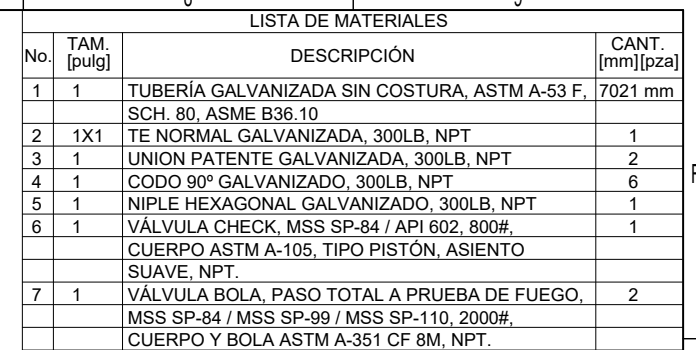 LISTA DE MATERIALES
No. TAM. [pulg] DESCRIPCIÓN CANT. [mm][pza]
1 1 TUBERÍA GALVANIZADA SIN COSTURA, ASTM A-53 F, 7021 mm
SCH. 80, ASME B36.10
2 1X1 TE NORMAL GALVANIZADA, 300LB, NPT 1
3 1 UNION PATENTE GALVANIZADA, 300LB, NPT 2
4 1 CODO 90º GALVANIZADO, 300LB, NPT 6
5 1 NIPLE HEXAGONAL GALVANIZADO, 300LB, NPT 1
6 1 VÁLVULA CHECK, MSS SP-84 / API 602, 800#, 1
CUERPO ASTM A-105, TIPO PISTÓN, ASIENTO
SUAVE, NPT.
7 1 VÁLVULA BOLA, PASO TOTAL A PRUEBA DE FUEGO, 2
MSS SP-84 / MSS SP-99 / MSS SP-110, 2000#,
CUERPO Y BOLA ASTM A-351 CF 8M, NPT.